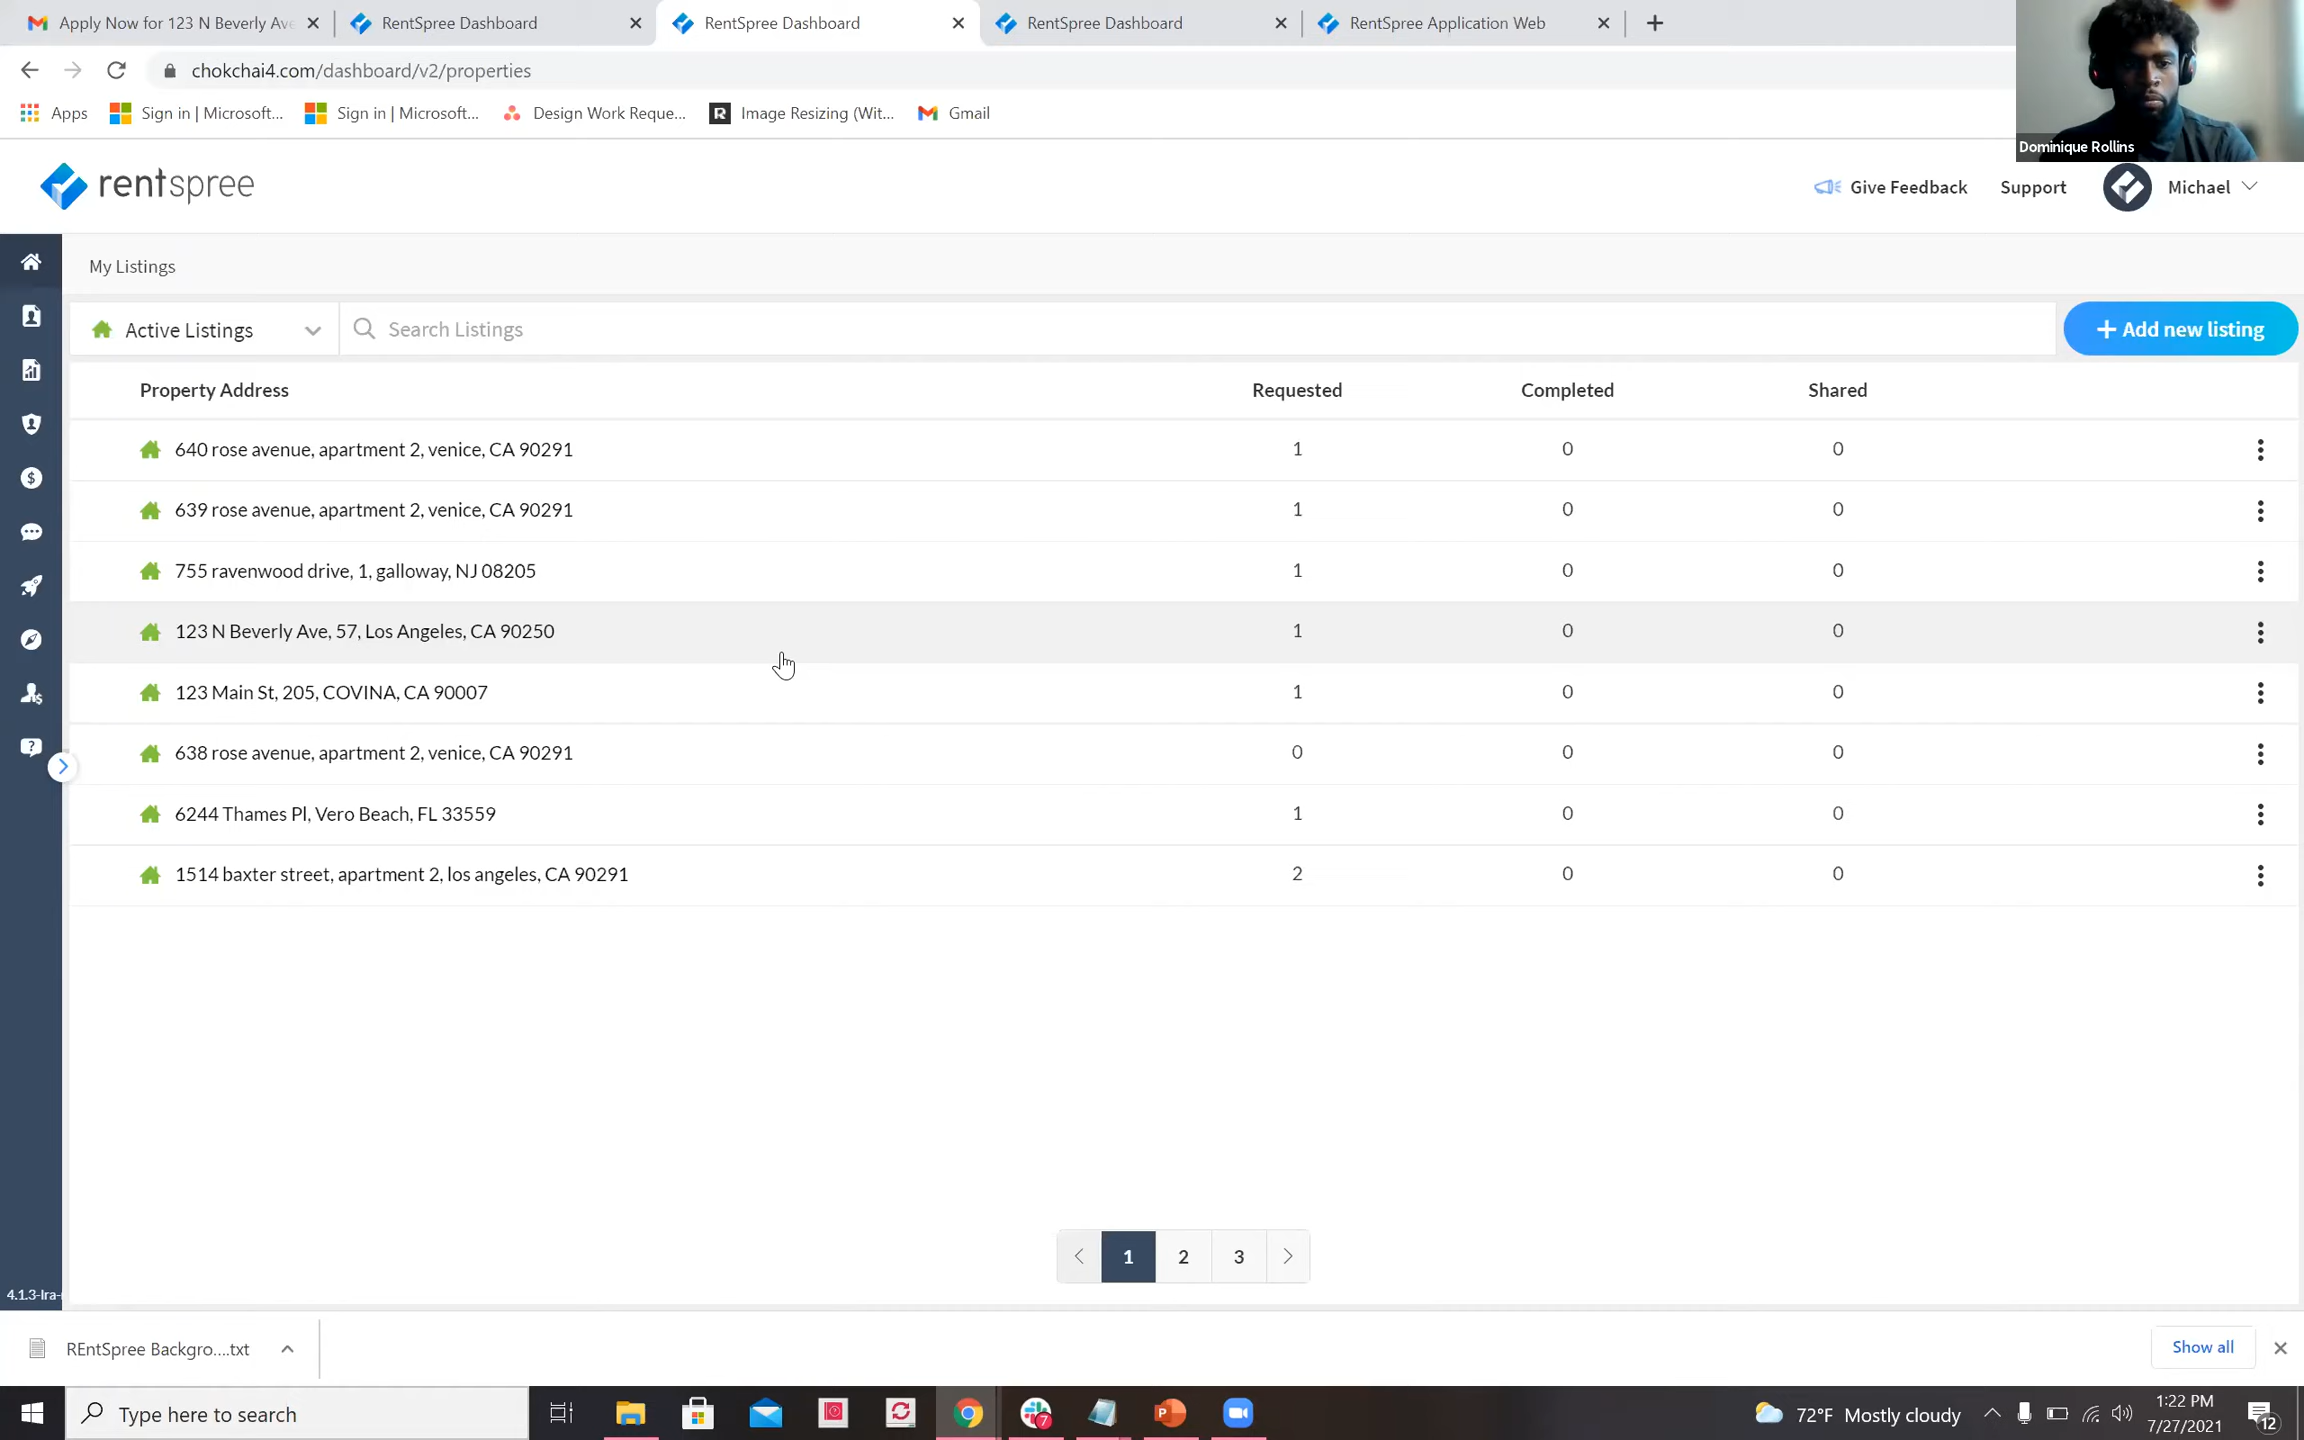 Apply Now for 123 N Beverly Ave
RentSpree Dashboard
RentSpree Dashboard
RentSpree Dashboard
RentSpree Application Web
chokchai4.com/dashboard/v2/properties
Apps
Sign in | Microsoft...
Sign in | Microsoft...
Design Work Reque...
Image Resizing (Wit...
Gmail
Dominique Rollins
rentspree
Give Feedback
Support
Michael
My Listings
Active Listings
Search Listings
+ Add new listing
Property Address Requested Completed Shared
640 rose avenue, apartment 2, venice, CA 90291 1 0 0
639 rose avenue, apartment 2, venice, CA 90291 1 0 0
755 ravenwood drive, 1, galloway, NJ 08205 1 0 0
123 N Beverly Ave, 57, Los Angeles, CA 90250 1 0 0
123 Main St, 205, COVINA, CA 90007 1 0 0
638 rose avenue, apartment 2, venice, CA 90291 0 0 0
6244 Thames Pl, Vero Beach, FL 33559 1 0 0
1514 baxter street, apartment 2, los angeles, CA 90291 2 0 0
1 2 3
4.1.3-lra-
REntSpree Backgro....txt
Show all
Type here to search
7
72°F Mostly cloudy
1:22 PM
7/27/2021
12